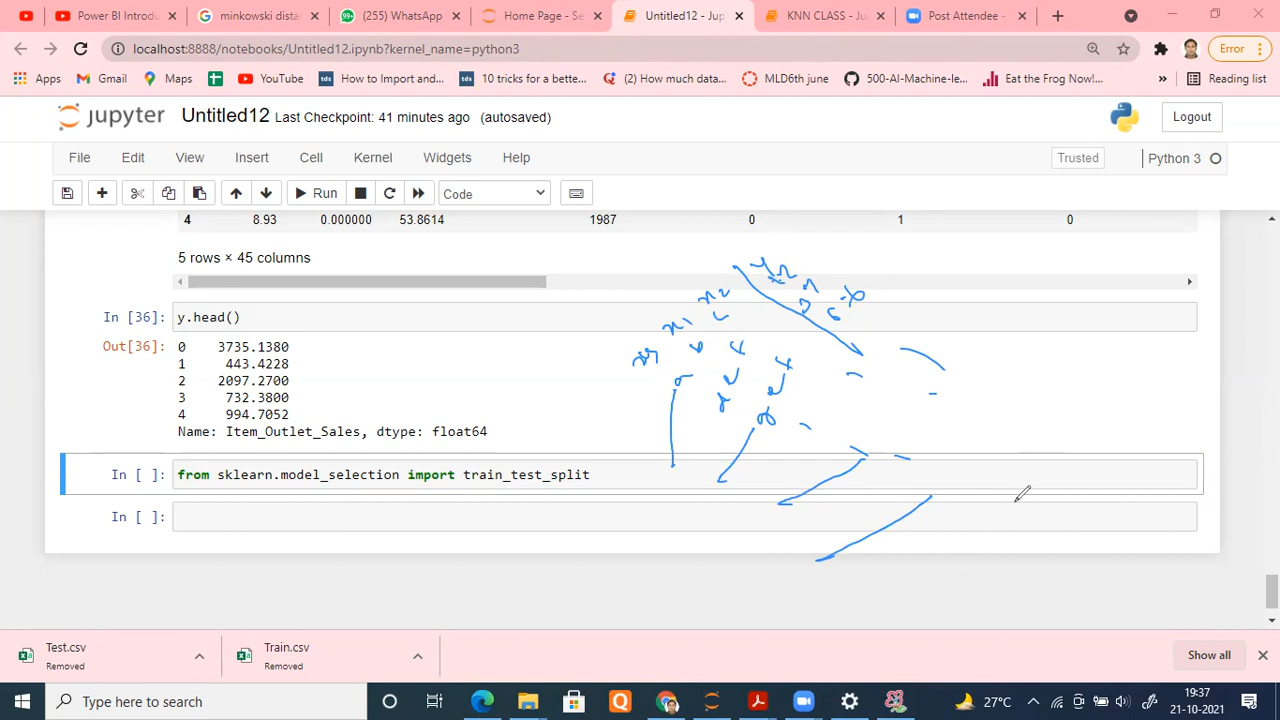 Power BI Introdu
minkowski dista
(255) WhatsApp
Home Page - Se
Untitled12 - Jup
KNN CLASS - Ju
Post Attendee -
localhost:8888/notebooks/Untitled12.ipynb?kernel_name=python3
Error
Apps
Gmail
Maps
YouTube
How to Import and...
10 tricks for a bette...
(2) How much data...
MLD6th june
500-AI-Machine-le...
Eat the Frog Now!...
»
Reading list
jupyter
Untitled12 Last Checkpoint: 41 minutes ago (autosaved)
Logout
File Edit View Insert Cell Kernel Widgets Help
Trusted
Python 3
Run
Code
4 8.93 0.000000 53.8614 1987 0 1 0
5 rows × 45 columns
In [36]: y.head()
Out[36]: 0 3735.1380
1 443.4228
2 2097.2700
3 732.3800
4 994.7052
Name: Item_Outlet_Sales, dtype: float64
In [ ]: from sklearn.model_selection import train_test_split
In [ ]:
x2
x1
Test.csv
Removed
Train.csv
Removed
Show all
Type here to search
27°C
19:37
21-10-2021